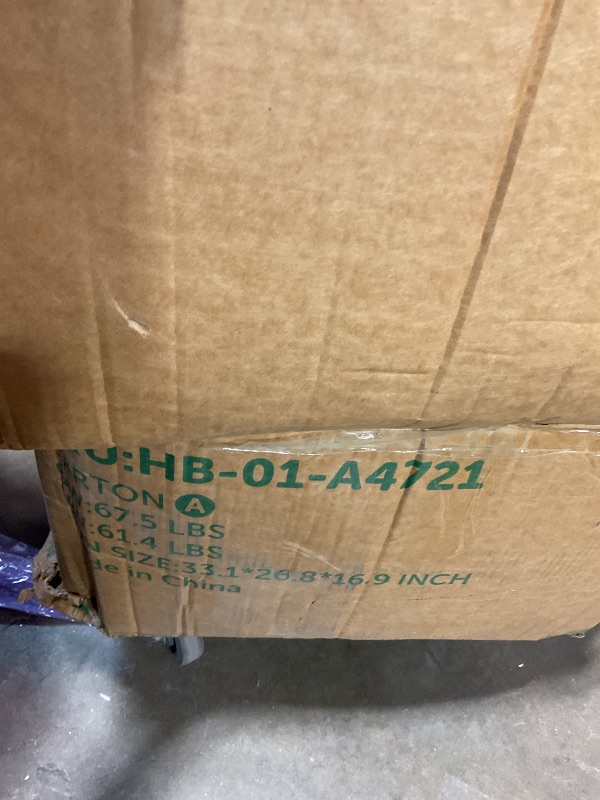 U:HB-01-A4721
RTON A
:67.5 LBS
:61.4 LBS
N SIZE:33.1*26.8*16.9 INCH
de in China